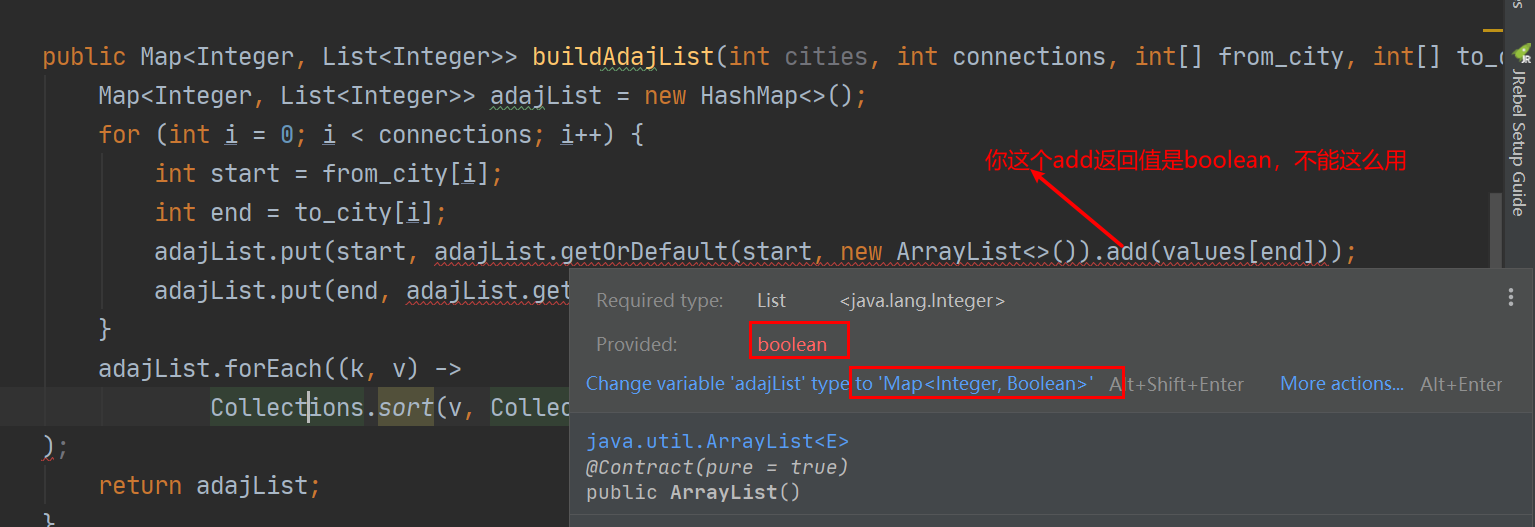 public Map<Integer, List<Integer>> buildAdajList(int cities, int connections, int[] from_city, int[] to_c
Map<Integer, List<Integer>> adajList = new HashMap<>();
for (int i = 0; i < connections; i++) {
你这个add返回值是boolean，不能这么用
int start = from_city[i];
int end = to_city[i];
adajList.put(start, adajList.getOrDefault(start, new ArrayList<>()).add(values[end]));
adajList.put(end, adajList.get
}
adajList.forEach((k, v) ->
Collections.sort(v, Collec
);
return adajList;
}
Required type: List <java.lang.Integer>
Provided: boolean
Change variable 'adajList' type to 'Map<Integer, Boolean>' Alt+Shift+Enter More actions... Alt+Enter
java.util.ArrayList<E>
@Contract(pure = true)
public ArrayList()
JR
JRebel Setup Guide